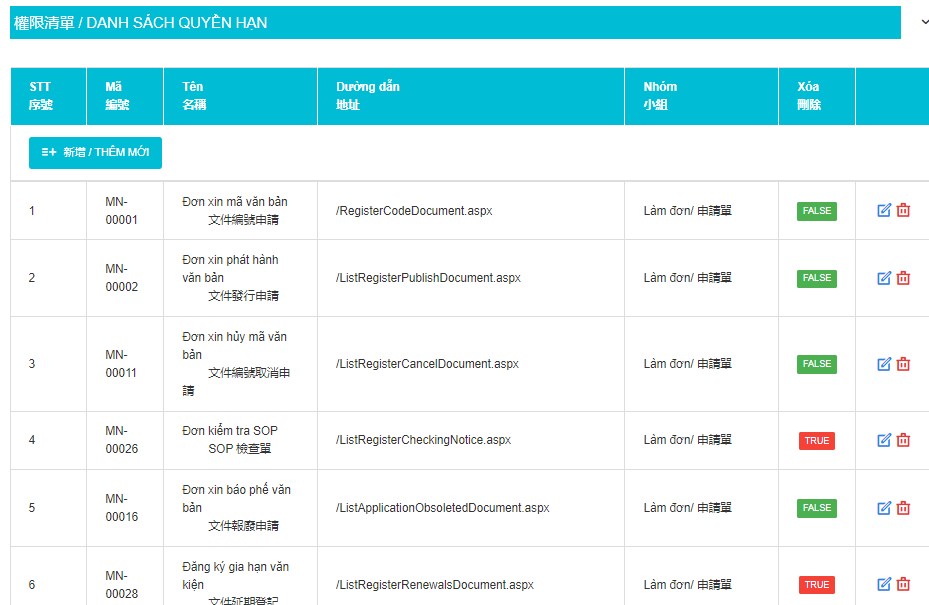 權限清單 / DANH SÁCH QUYỀN HẠN
STT Mã Tên Đường dẫn Nhóm Xóa
序號 編號 名稱 地址 小組 刪除
新增 / THÊM MỚI
1 MN-00001 Đơn xin mã văn bản /RegisterCodeDocument.aspx Làm đơn/ 申請單 FALSE
文件編號申請
2 MN-00002 Đơn xin phát hành văn bản /ListRegisterPublishDocument.aspx Làm đơn/ 申請單 FALSE
文件發行申請
3 MN-00011 Đơn xin hủy mã văn bản /ListRegisterCancelDocument.aspx Làm đơn/ 申請單 FALSE
文件編號取消申請
4 MN-00026 Đơn kiểm tra SOP /ListRegisterCheckingNotice.aspx Làm đơn/ 申請單 TRUE
SOP 檢查單
5 MN-00016 Đơn xin báo phế văn bản /ListApplicationObsoletedDocument.aspx Làm đơn/ 申請單 FALSE
文件報廢申請
6 MN-00028 Đăng ký gia hạn văn kiện /ListRegisterRenewalsDocument.aspx Làm đơn/ 申請單 TRUE
文件延期登記